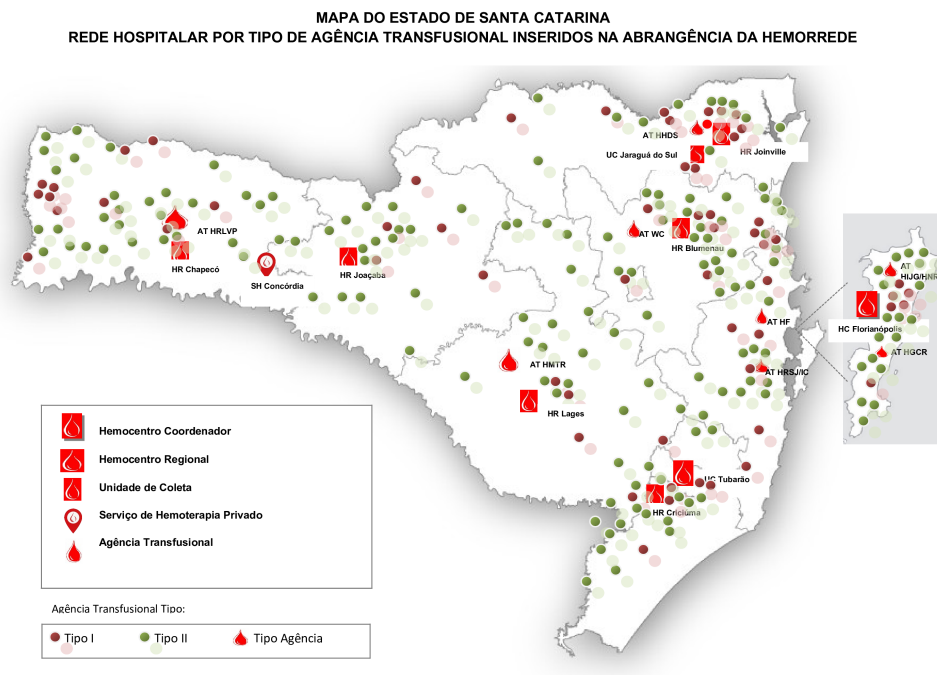 MAPA DO ESTADO DE SANTA CATARINA
REDE HOSPITALAR POR TIPO DE AGÊNCIA TRANSFUSIONAL INSERIDOS NA ABRANGÊNCIA DA HEMORREDE
AT HHDS
HR Joinville
UC Jaraguá do Sul
AT HRLVP
AT WC
HR Blumenau
HR Chapecó
HR Joaçaba
SH Concórdia
AT
HIJG/HNR
AT HF
HC Florianópolis
AT HGCR
AT HMTR
AT HRSJ/IC
HR Lages
UC Tubarão
HR Criciúma
Hemocentro Coordenador
Hemocentro Regional
Unidade de Coleta
Serviço de Hemoterapia Privado
Agência Transfusional
Agência Transfusional Tipo:
Tipo I
Tipo II
Tipo Agência